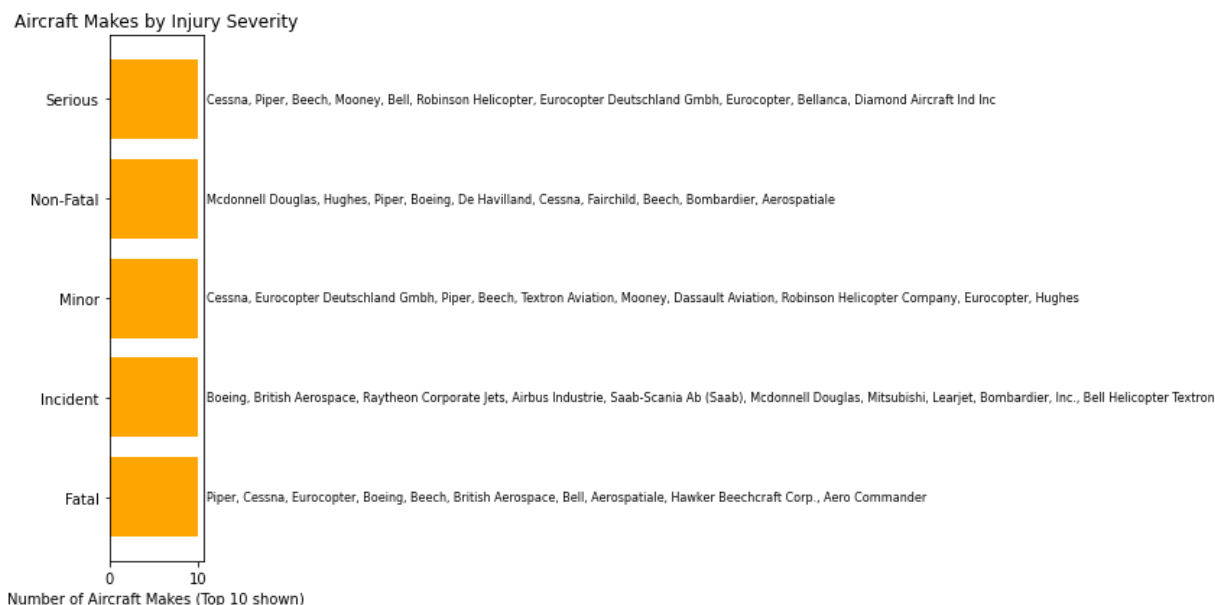 Aircraft Makes by Injury Severity
Serious
Cessna, Piper, Beech, Mooney, Bell, Robinson Helicopter, Eurocopter Deutschland Gmbh, Eurocopter, Bellanca, Diamond Aircraft Ind Inc
Non-Fatal
Mcdonnell Douglas, Hughes, Piper, Boeing, De Havilland, Cessna, Fairchild, Beech, Bombardier, Aerospatiale
Minor
Cessna, Eurocopter Deutschland Gmbh, Piper, Beech, Textron Aviation, Mooney, Dassault Aviation, Robinson Helicopter Company, Eurocopter, Hughes
Incident
Boeing, British Aerospace, Raytheon Corporate Jets, Airbus Industrie, Saab-Scania Ab (Saab), Mcdonnell Douglas, Mitsubishi, Learjet, Bombardier, Inc., Bell Helicopter Textron
Fatal
Piper, Cessna, Eurocopter, Boeing, Beech, British Aerospace, Bell, Aerospatiale, Hawker Beechcraft Corp., Aero Commander
0 10
Number of Aircraft Makes (Top 10 shown)